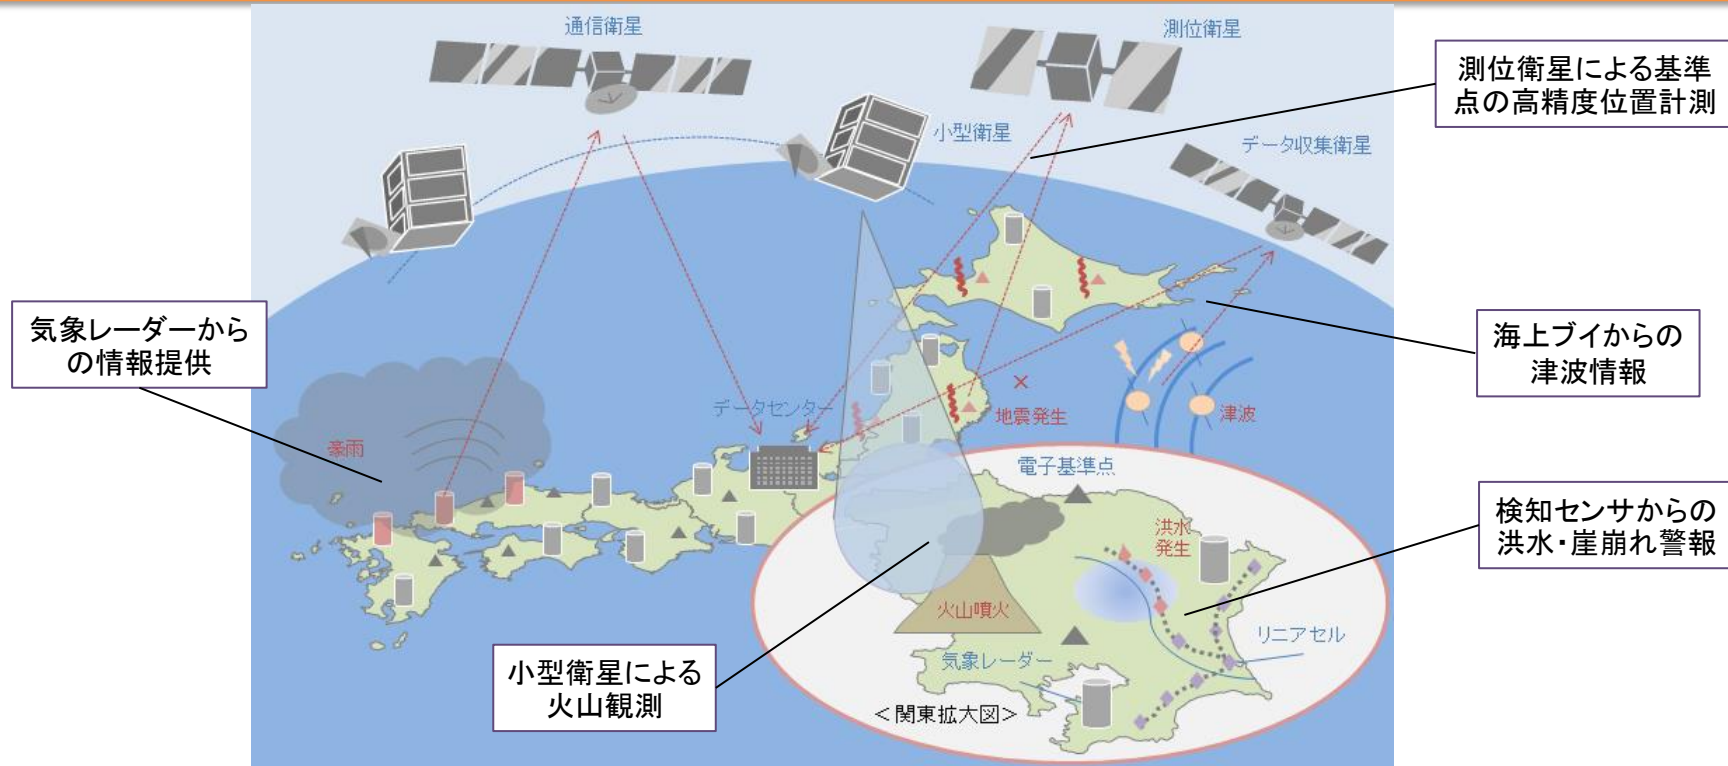 通信衛星
測位衛星
測位衛星による基準
点の高精度位置計測
小型衛星
データ収集衛星
気象レーダーから
の情報提供
海上ブイからの
津波情報
データセンター
地震発生
津波
豪雨
電子基準点
洪水
発生
検知センサからの
洪水・崖崩れ警報
火山噴火
リニアセル
気象レーダー
小型衛星による
火山観測
＜関東拡大図＞